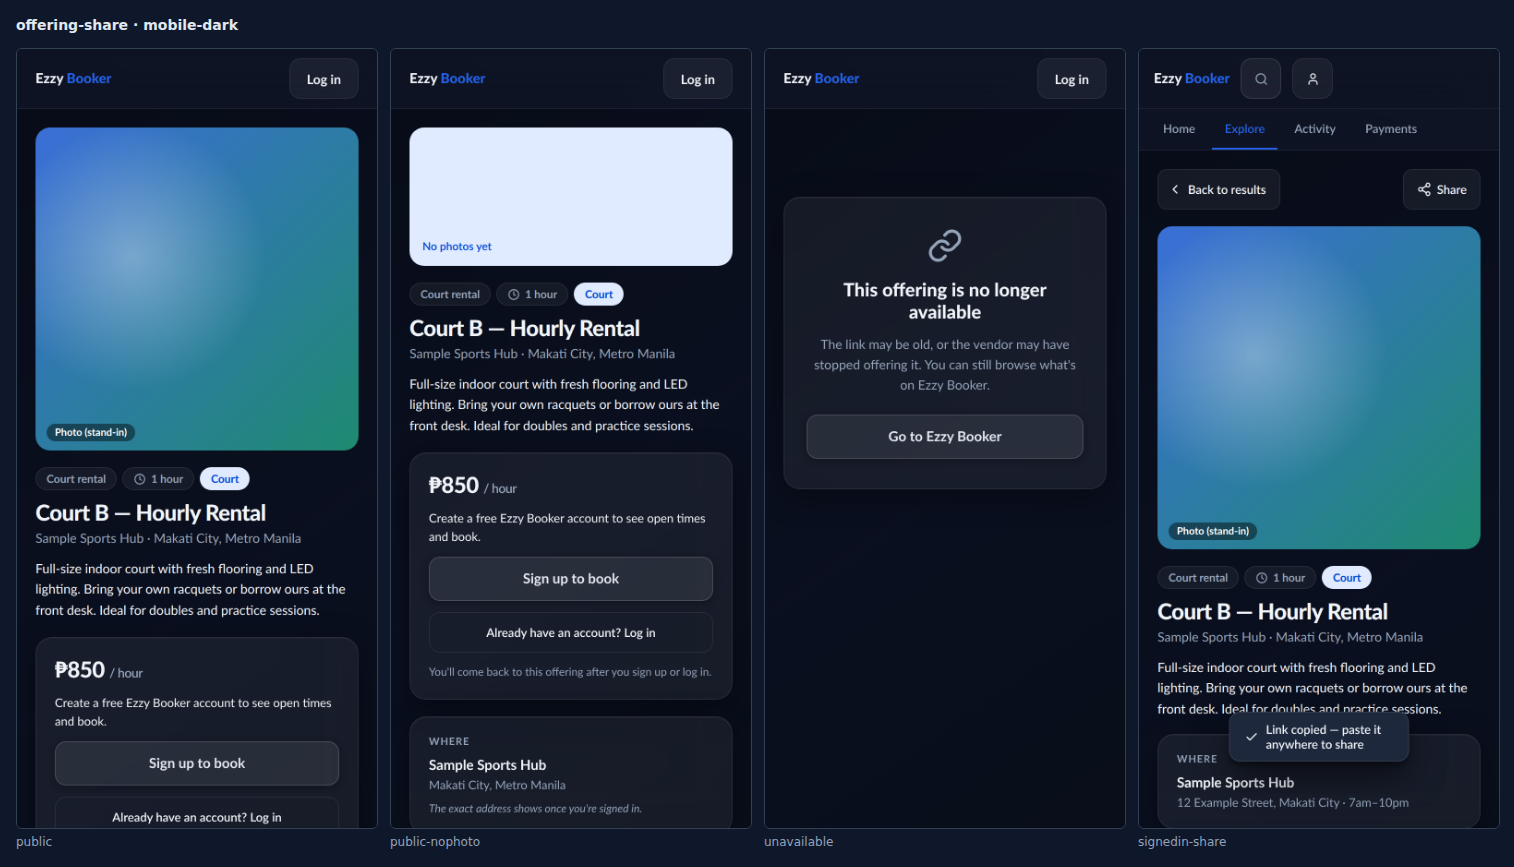 offering-share · mobile-dark
Ezzy Booker
Log in
Photo (stand-in)
Court rental
1 hour
Court
Court B — Hourly Rental
Sample Sports Hub · Makati City, Metro Manila
Full-size indoor court with fresh flooring and LED
lighting. Bring your own racquets or borrow ours at the
front desk. Ideal for doubles and practice sessions.
₱850 / hour
Create a free Ezzy Booker account to see open times
and book.
Sign up to book
Already have an account? Log in
public
Ezzy Booker
Log in
No photos yet
Court rental
1 hour
Court
Court B — Hourly Rental
Sample Sports Hub · Makati City, Metro Manila
Full-size indoor court with fresh flooring and LED
lighting. Bring your own racquets or borrow ours at the
front desk. Ideal for doubles and practice sessions.
₱850 / hour
Create a free Ezzy Booker account to see open times
and book.
Sign up to book
Already have an account? Log in
You'll come back to this offering after you sign up or log in.
WHERE
Sample Sports Hub
Makati City, Metro Manila
The exact address shows once you're signed in.
public-nophoto
Ezzy Booker
Log in
This offering is no longer
available
The link may be old, or the vendor may have
stopped offering it. You can still browse what's
on Ezzy Booker.
Go to Ezzy Booker
unavailable
Ezzy Booker
Home
Explore
Activity
Payments
Back to results
Share
Photo (stand-in)
Court rental
1 hour
Court
Court B — Hourly Rental
Sample Sports Hub · Makati City, Metro Manila
Full-size indoor court with fresh flooring and LED
lighting. Bring your own racquets or borrow ours at the
front desk. Ideal for doubles and practice sessions.
Link copied — paste it
anywhere to share
WHERE
Sample Sports Hub
12 Example Street, Makati City · 7am–10pm
signedin-share